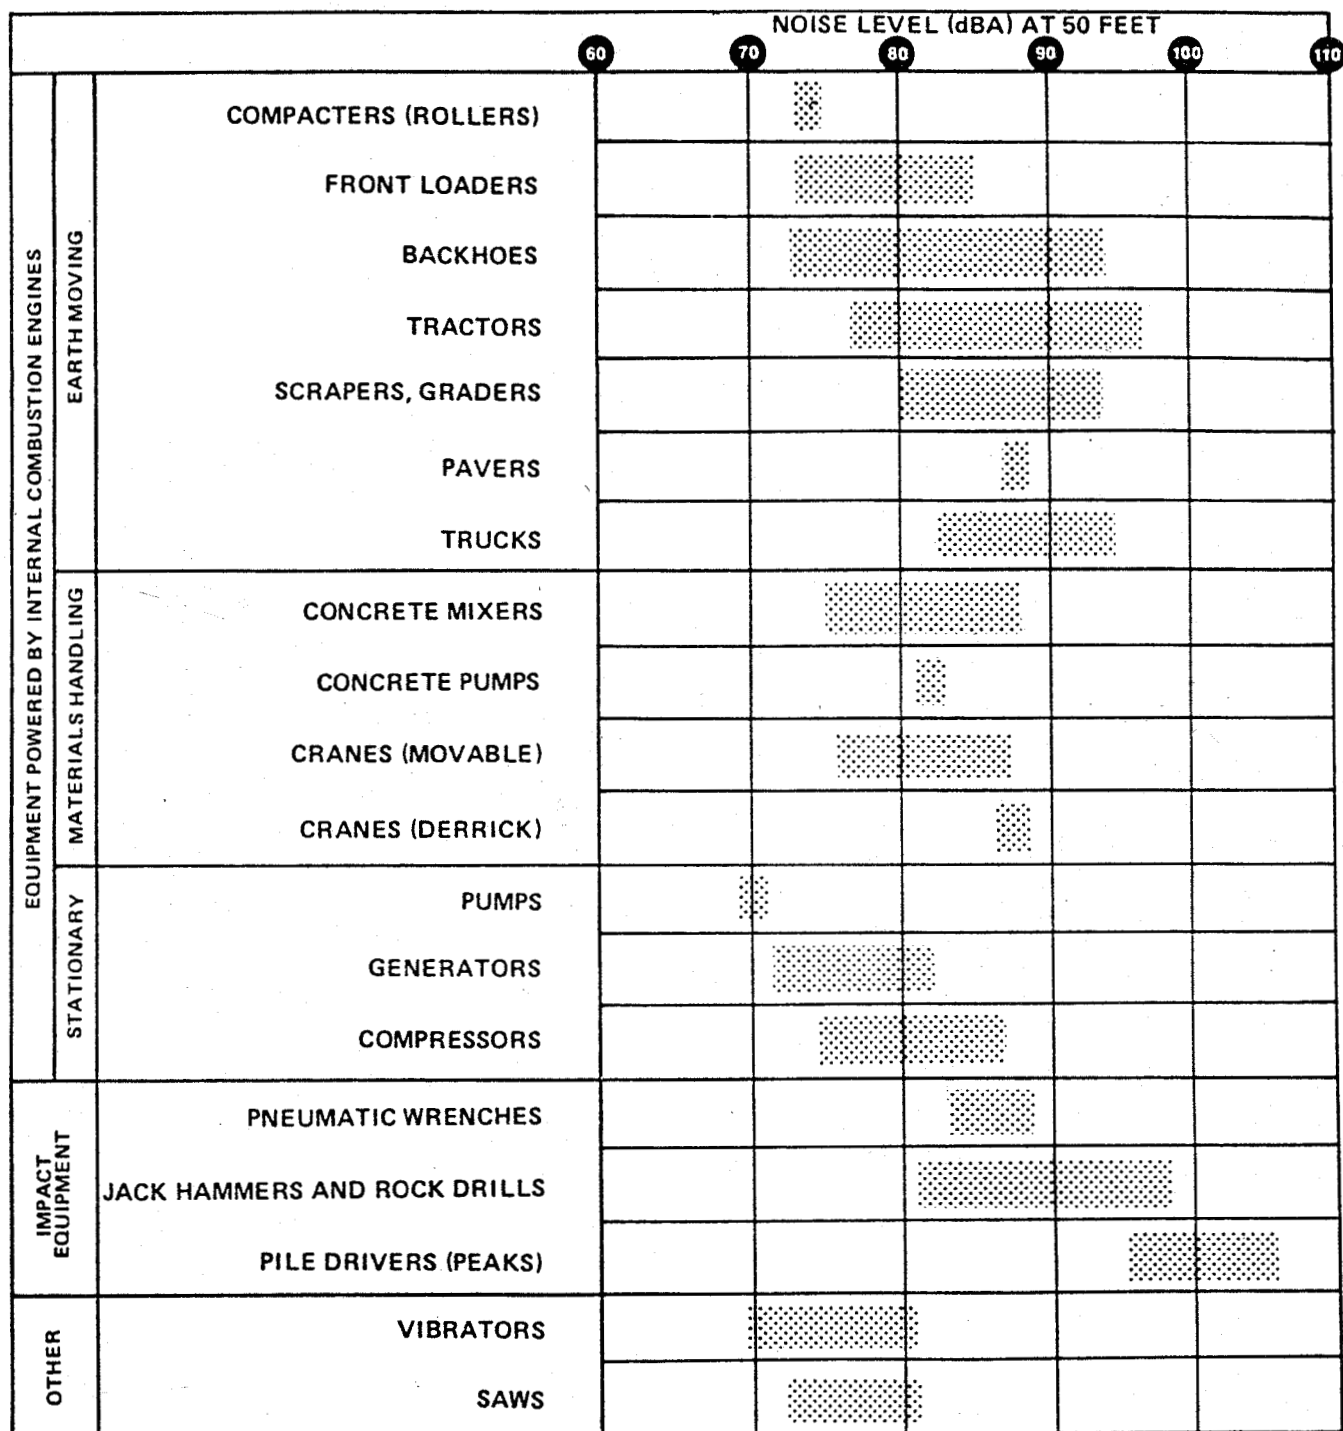 NOISE LEVEL (dBA) AT 50 FEET
60 70 80 90 100 110
EQUIPMENT POWERED BY INTERNAL COMBUSTION ENGINES
EARTH MOVING
COMPACTERS (ROLLERS)
FRONT LOADERS
BACKHOES
TRACTORS
SCRAPERS, GRADERS
PAVERS
TRUCKS
MATERIALS HANDLING
CONCRETE MIXERS
CONCRETE PUMPS
CRANES (MOVABLE)
CRANES (DERRICK)
STATIONARY
PUMPS
GENERATORS
COMPRESSORS
IMPACT
EQUIPMENT
PNEUMATIC WRENCHES
JACK HAMMERS AND ROCK DRILLS
PILE DRIVERS (PEAKS)
OTHER
VIBRATORS
SAWS